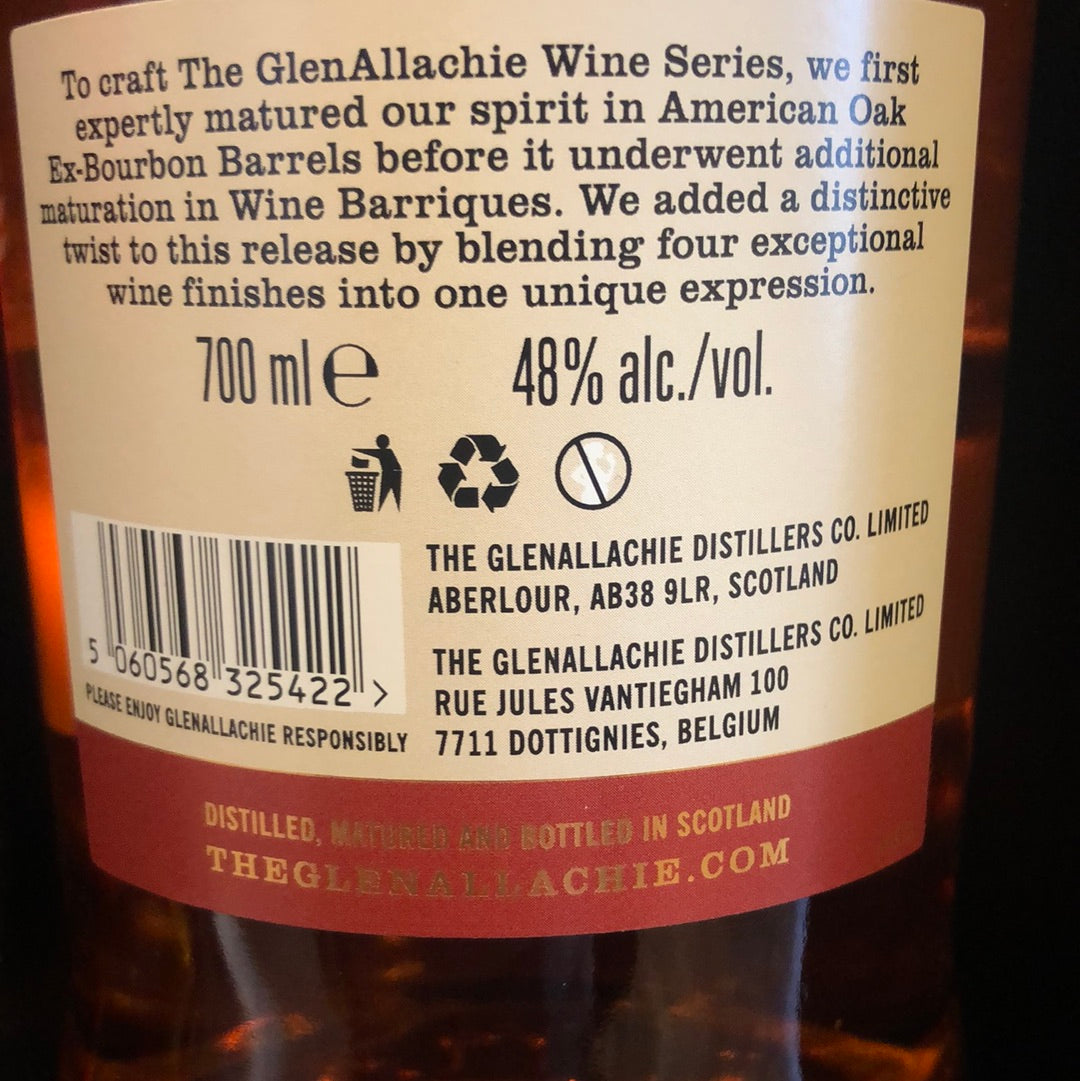 To craft The GlenAllachie Wine Series, we first
expertly matured our spirit in American Oak
Ex-Bourbon Barrels before it underwent additional
maturation in Wine Barriques. We added a distinctive
twist to this release by blending four exceptional
wine finishes into one unique expression.
700 ml e 48% alc./vol.
THE GLENALLACHIE DISTILLERS CO. LIMITED
ABERLOUR, AB38 9LR, SCOTLAND
THE GLENALLACHIE DISTILLERS CO. LIMITED
RUE JULES VANTIEGHAM 100
7711 DOTTIGNIES, BELGIUM
5 060568 325422 >
PLEASE ENJOY GLENALLACHIE RESPONSIBLY
DISTILLED, MATURED AND BOTTLED IN SCOTLAND
THEGLENALLACHIE.COM